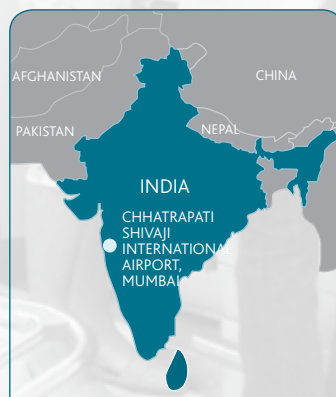 AFGHANISTAN
CHINA
PAKISTAN
NEPAL
INDIA
CHHATRAPATI
SHIVAJI
INTERNATIONAL
AIRPORT,
MUMBAI